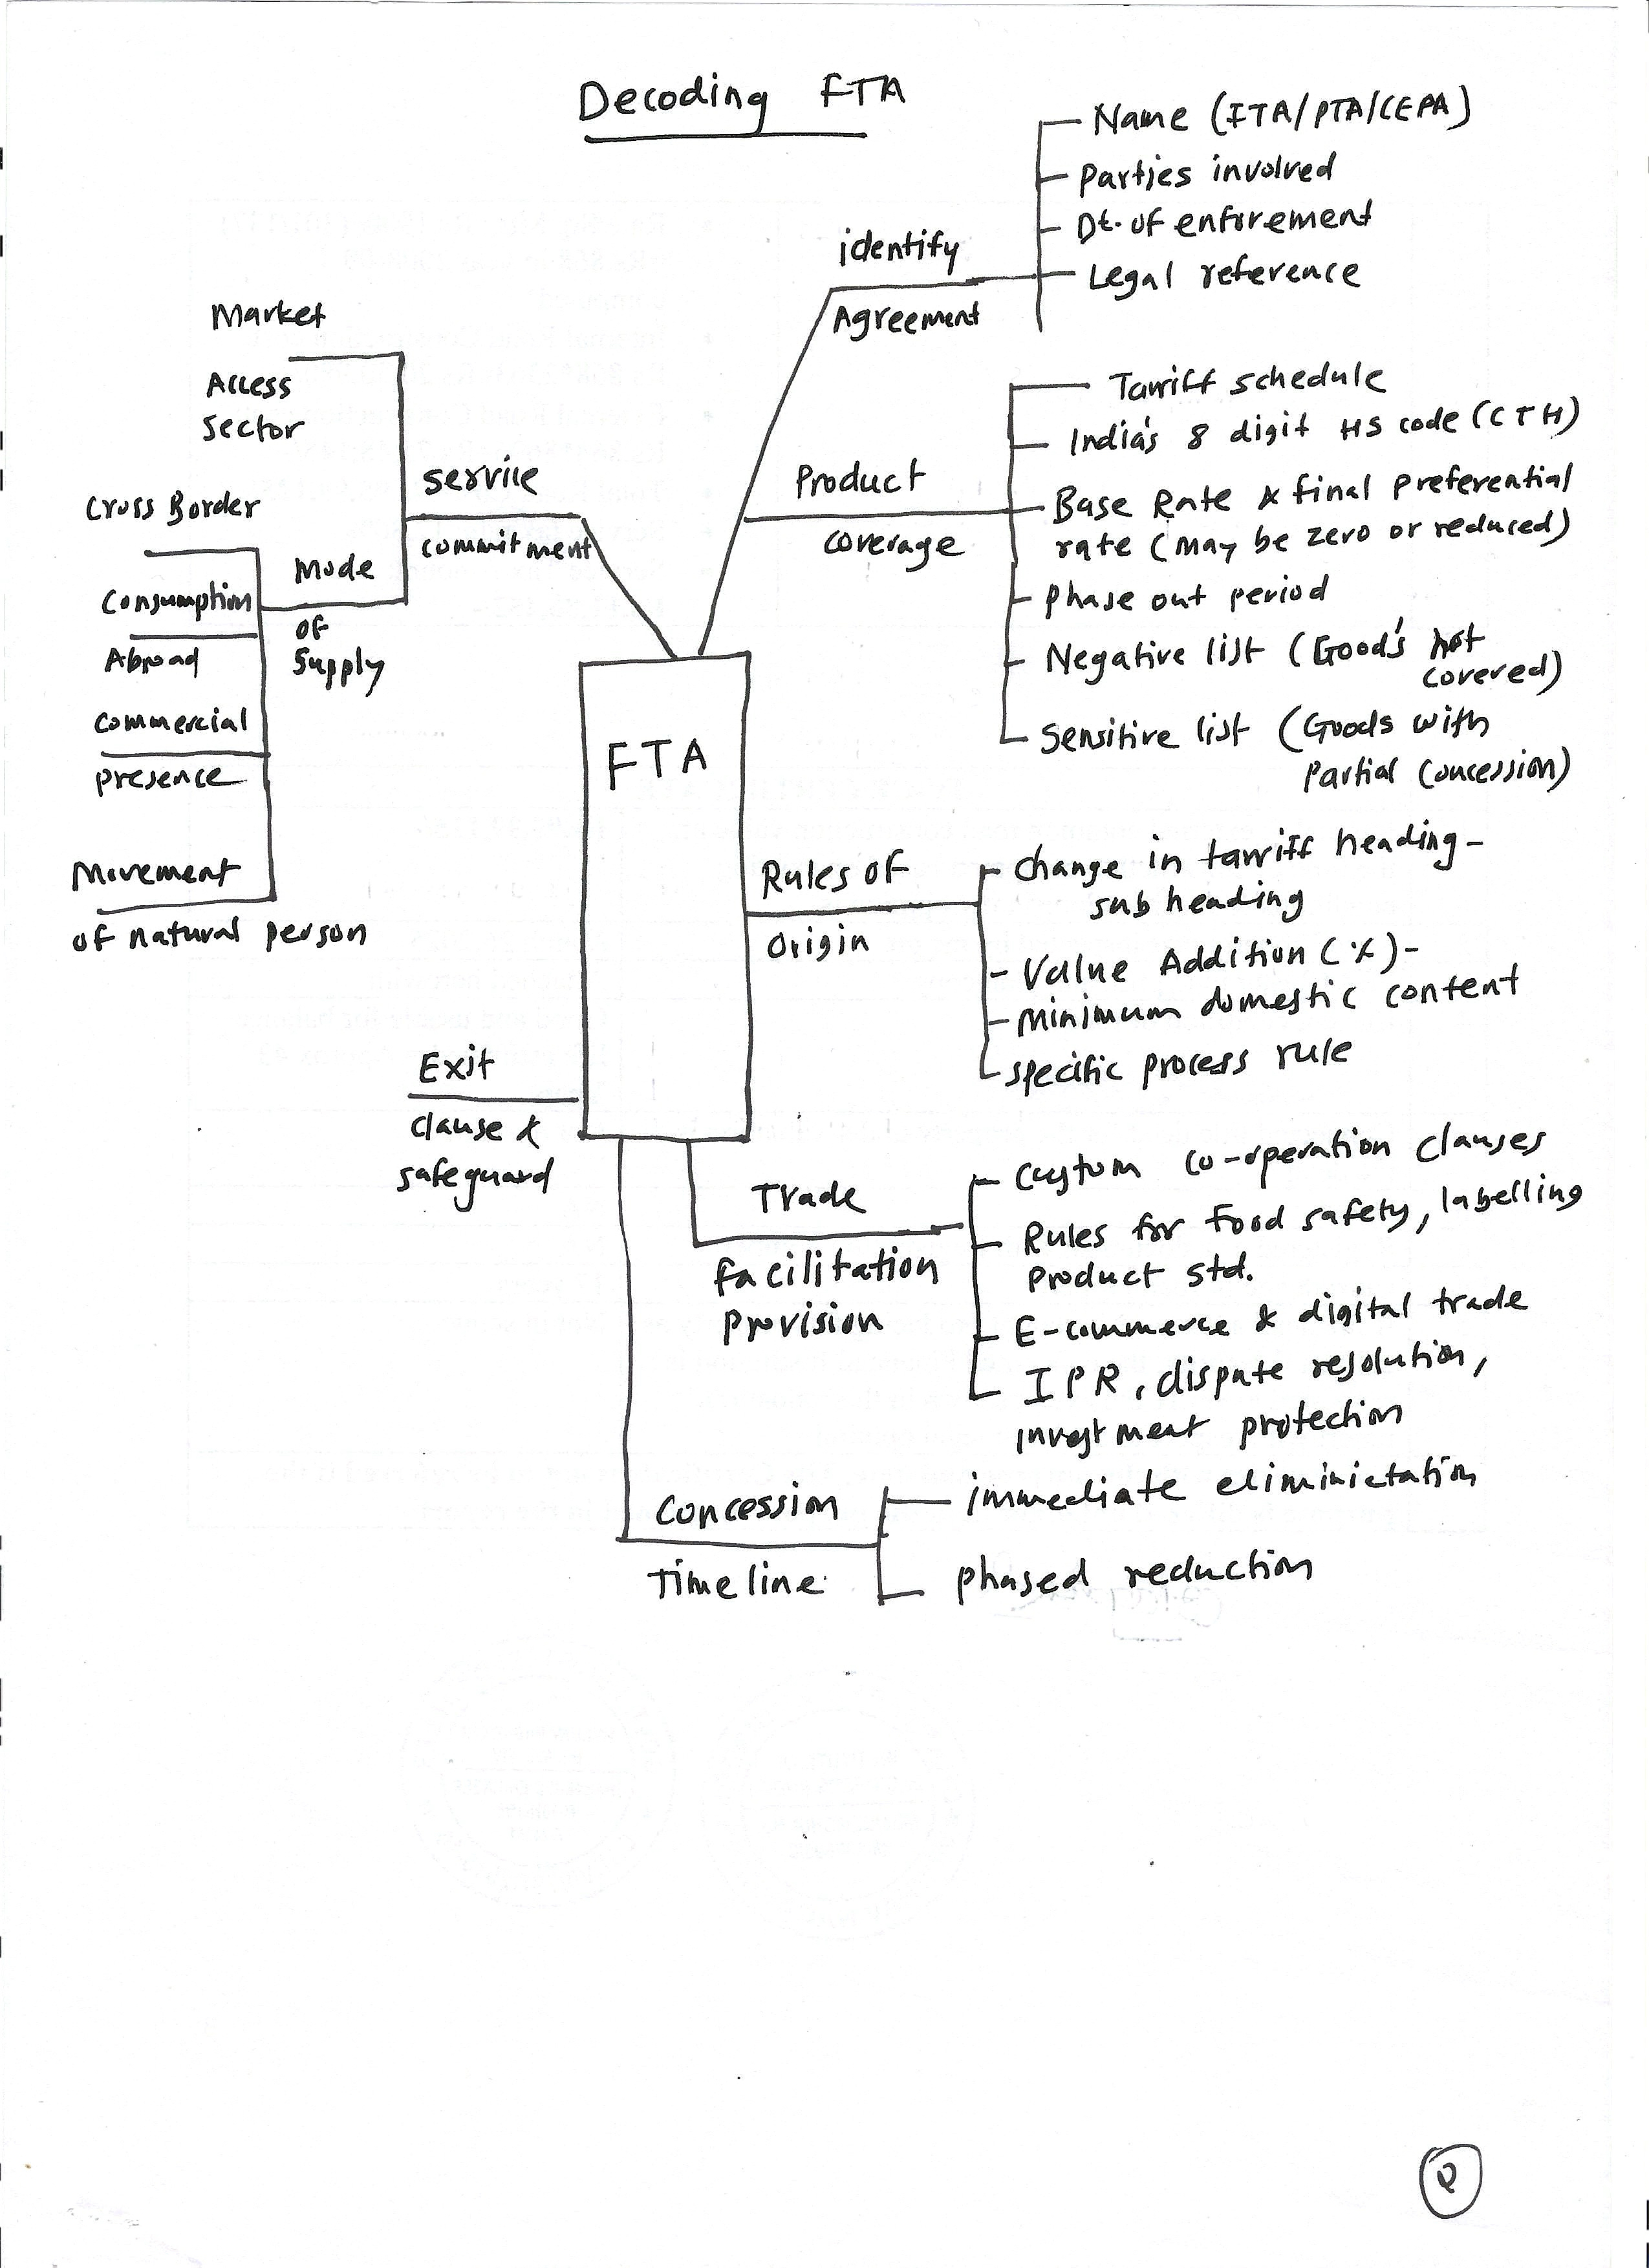 Decoding FTA
Name (ITA/PTA/CEPA)
Parties involved
Dt. of enforement
Legal reference
identify
Agreement
Tarriff schedule
India's 8 digit HS code (CTH)
Base Rate & final preferential
rate (may be zero or reduced)
Phase out period
Negative list (Good's not
covered)
Sensitive list (Goods with
Partial concession)
Product
coverage
Market
Access
Sector
service
commitment
Cross Border
Mode
of
supply
Consumption
Abroad
commercial
presence
Movement
of natural person
FTA
Rules of
Origin
change in tarriff heading-
sub heading
Value Addition (%)-
Minimum domestic content
specific process rule
Exit
clause &
safeguard
Trade
facilitation
Provision
Custom co-operation clauses
Rules for food safety, labelling
Product std.
E-commerce & digital trade
IPR, dispute resolution,
investment protection
Concession
Timeline
immediate eliminictation
phased reduction